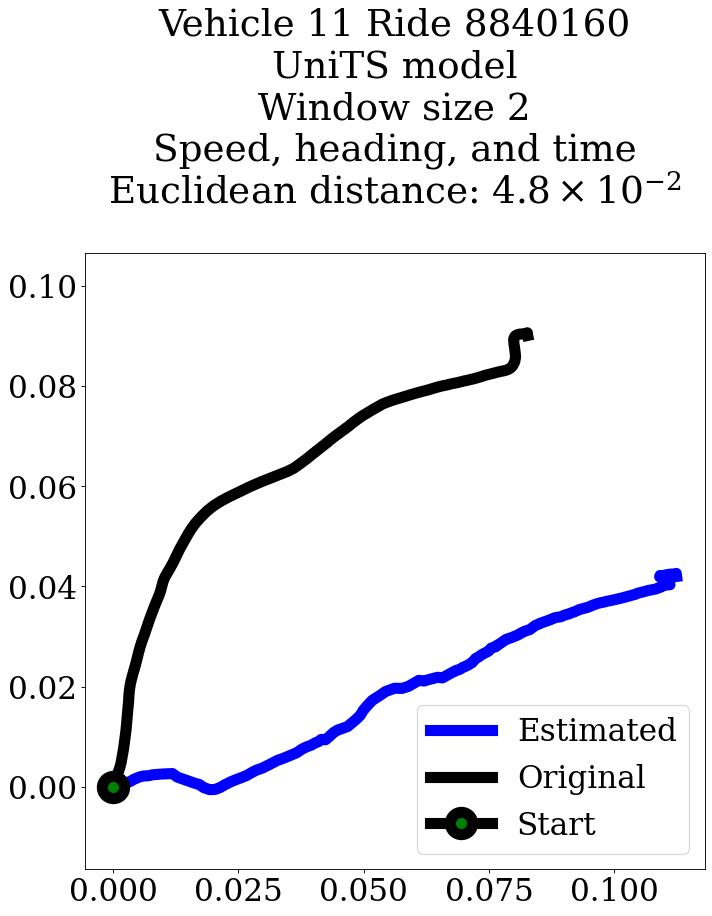 Vehicle 11 Ride 8840160
UniTS model
Window size 2
Speed, heading, and time
Euclidean distance: 4.8 × 10⁻²
0.10
0.08
0.06
0.04
0.02
0.00
Estimated
Original
Start
0.000 0.025 0.050 0.075 0.100